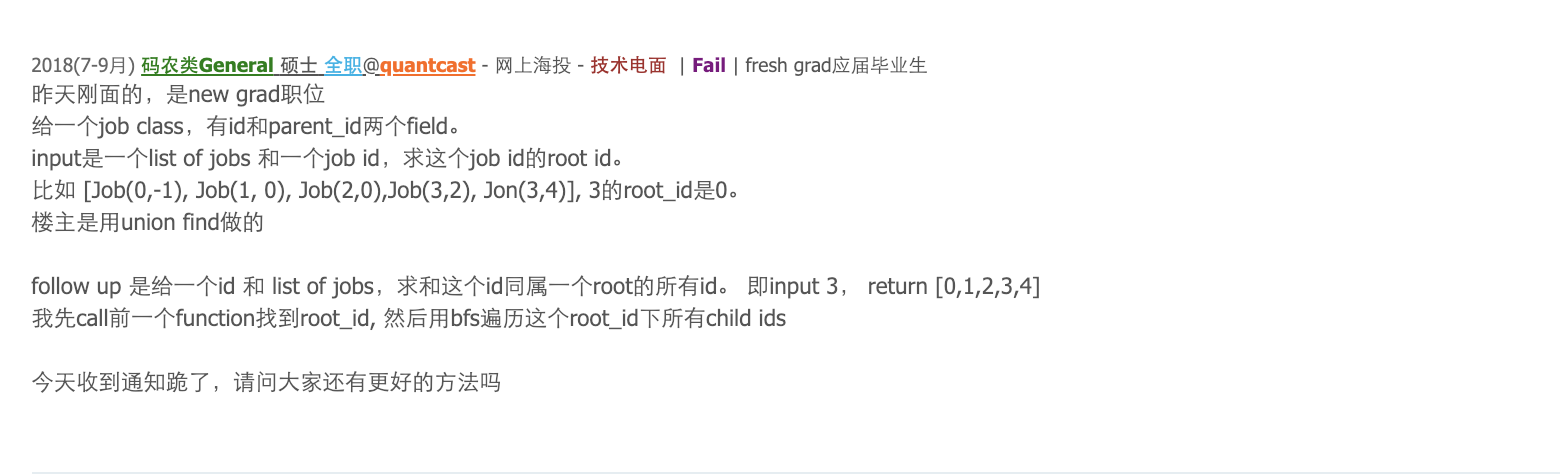 2018(7-9月) 码农类General 硕士 全职@quantcast - 网上海投 - 技术电面 | Fail | fresh grad应届毕业生
昨天刚面的，是new grad职位
给一个job class，有id和parent_id两个field。
input是一个list of jobs 和一个job id，求这个job id的root id。
比如 [Job(0,-1), Job(1, 0), Job(2,0),Job(3,2), Jon(3,4)], 3的root_id是0。
楼主是用union find做的
follow up 是给一个id 和 list of jobs，求和这个id同属一个root的所有id。 即input 3， return [0,1,2,3,4]
我先call前一个function找到root_id, 然后用bfs遍历这个root_id下所有child ids
今天收到通知跪了，请问大家还有更好的方法吗